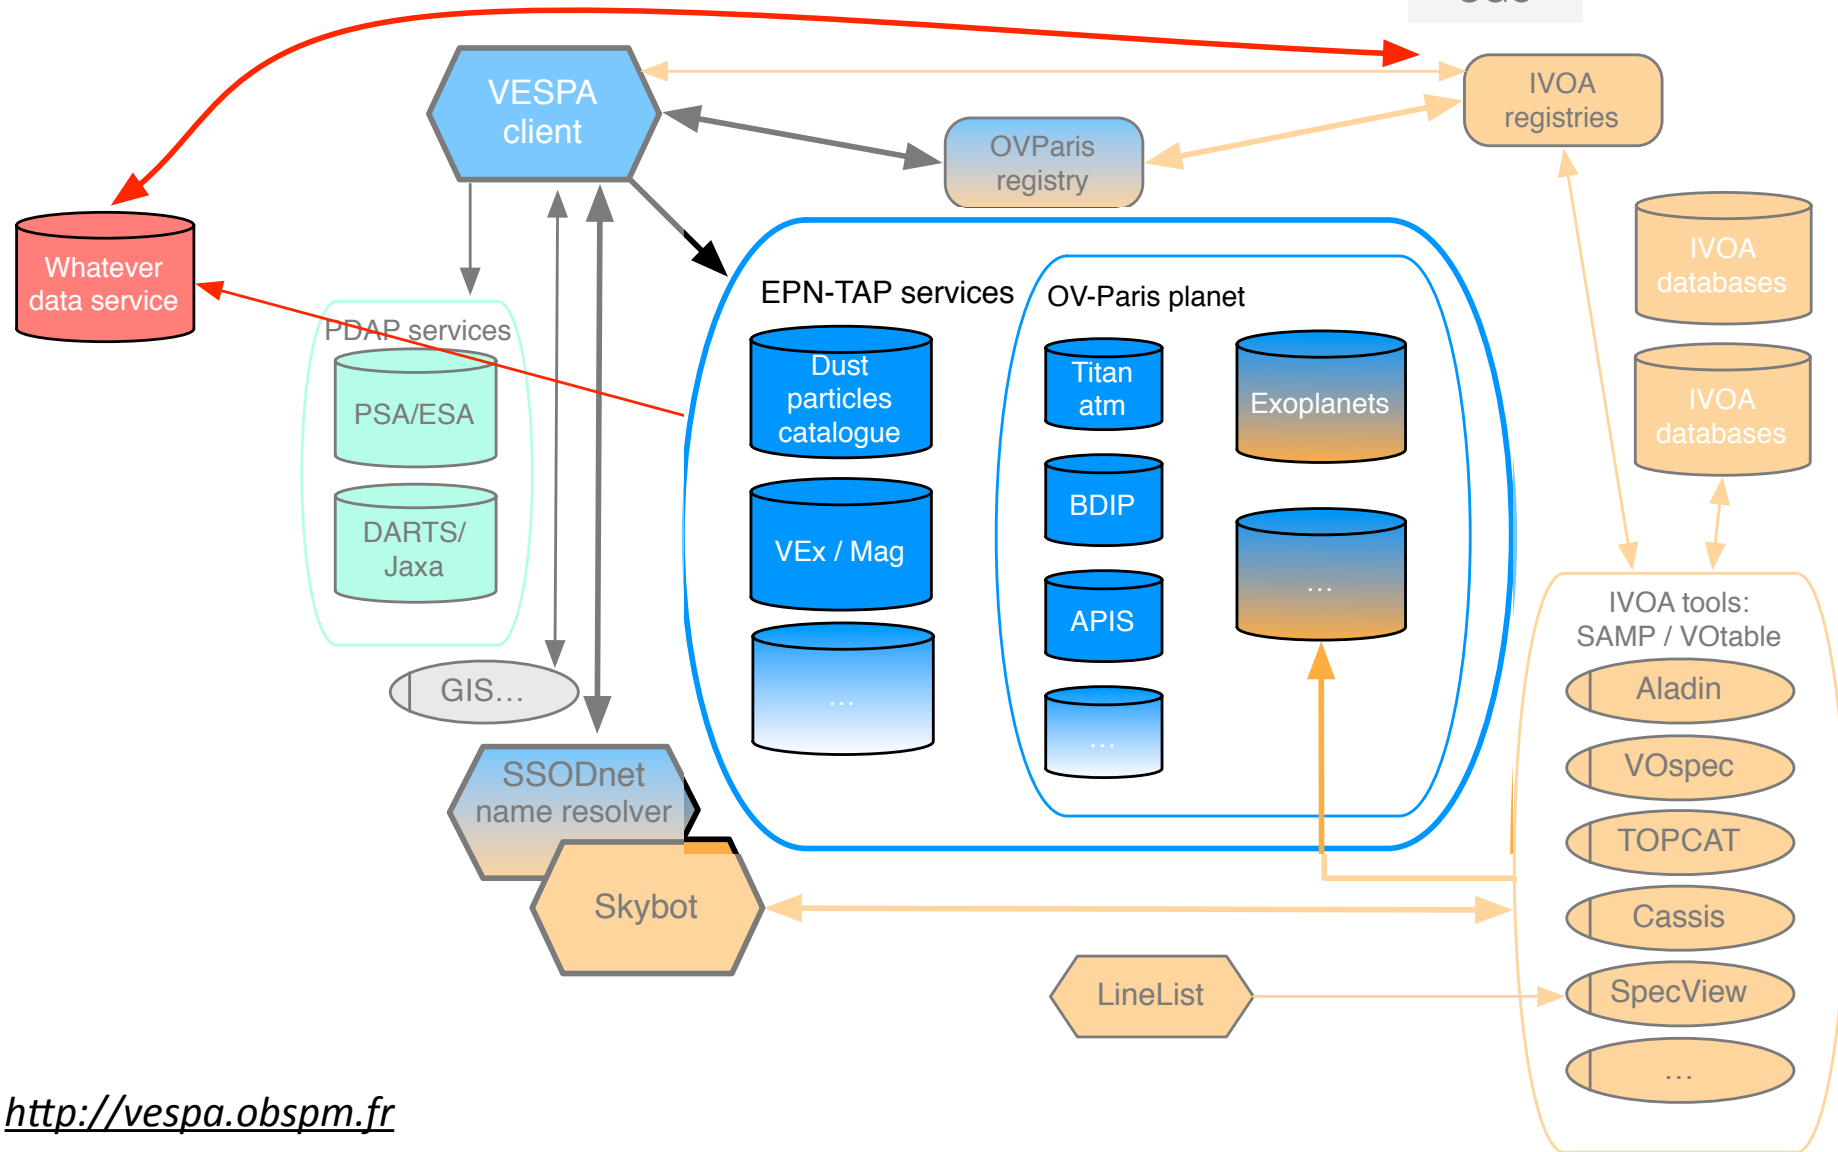 VESPA
client
IVOA
registries
OVParis
registry
Whatever
data service
PDAP services
PSA/ESA
DARTS/
Jaxa
GIS...
SSODnet
name resolver
Skybot
EPN-TAP services
Dust
particles
catalogue
VEx / Mag
...
OV-Paris planet
Titan
atm
BDIP
APIS
...
Exoplanets
...
IVOA
databases
IVOA
databases
IVOA tools:
SAMP / VOtable
Aladin
VOspec
TOPCAT
Cassis
SpecView
...
LineList
http://vespa.obspm.fr